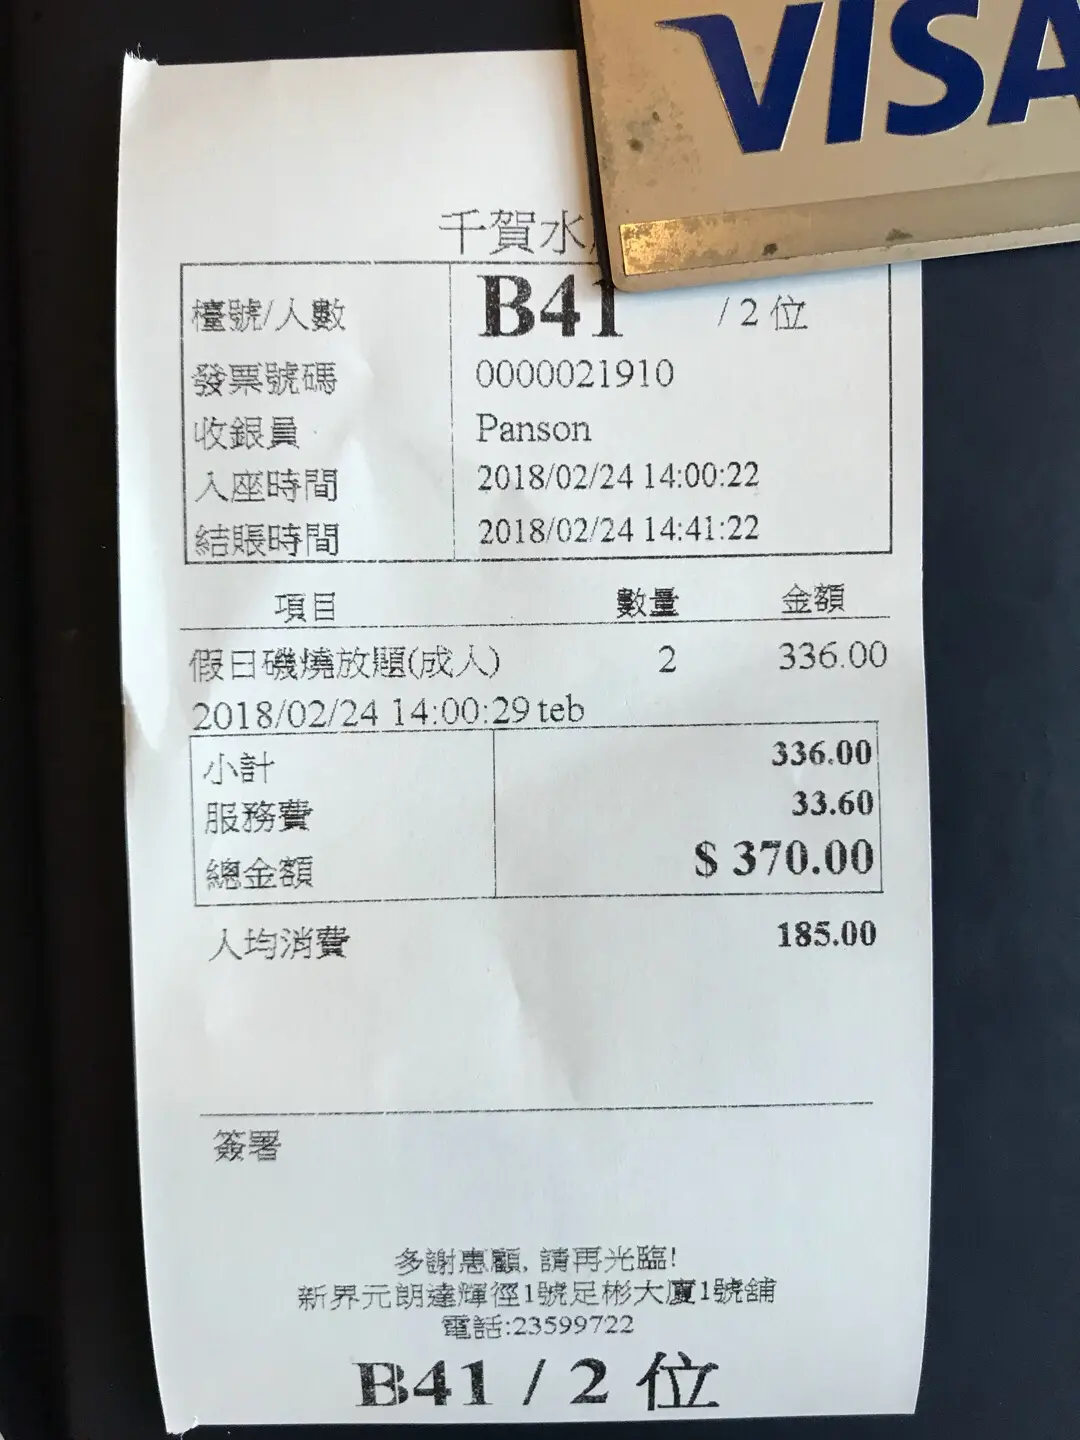 VISA
千賀水
檯號/人數 B41 / 2 位
發票號碼 0000021910
收銀員 Panson
入座時間 2018/02/24 14:00:22
結賬時間 2018/02/24 14:41:22
項目 數量 金額
假日磯燒放題(成人) 2 336.00
2018/02/24 14:00:29 teb
小計 336.00
服務費 33.60
總金額 $ 370.00
人均消費 185.00
簽署
多謝惠顧, 請再光臨!
新界元朗達輝徑1號足彬大廈1號舖
電話:23599722
B41 / 2 位